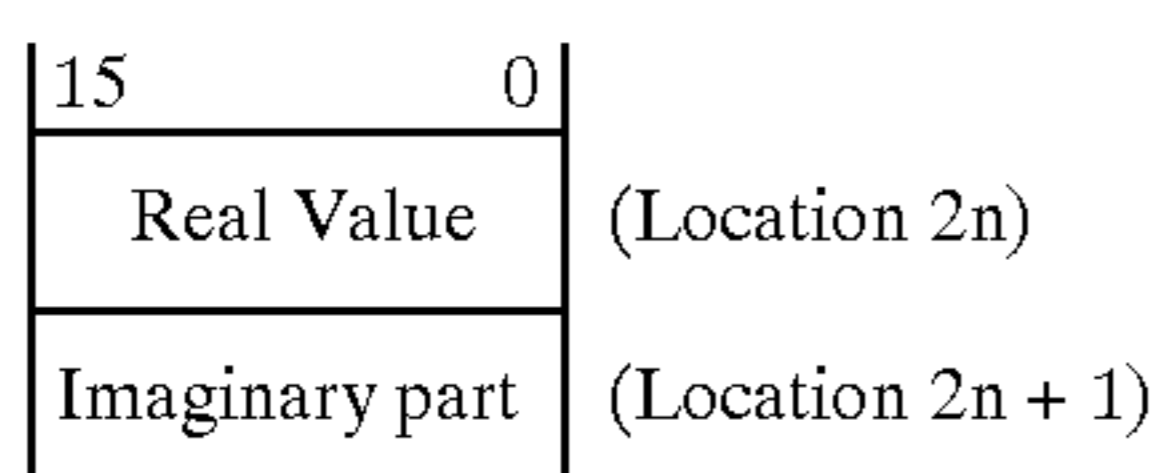 15 0
Real Value (Location 2n)
Imaginary part (Location 2n + 1)